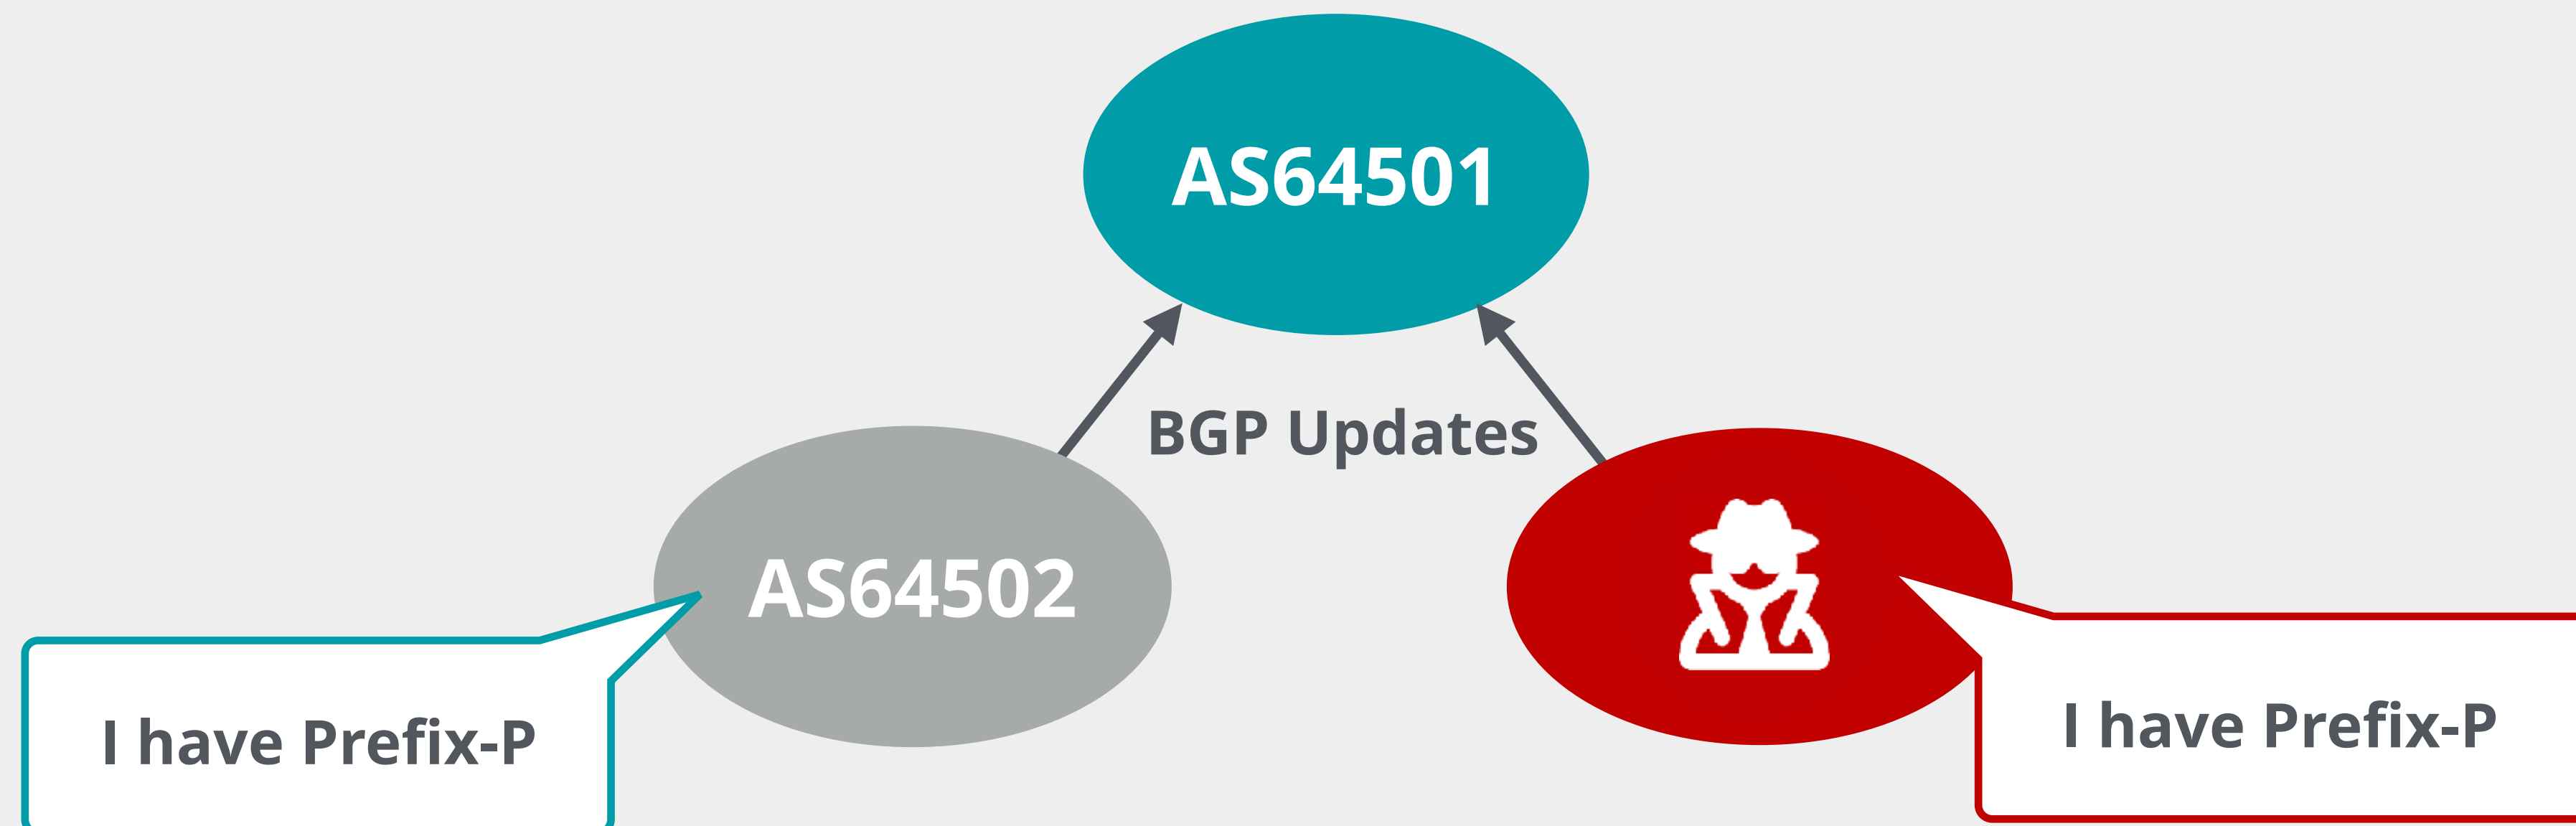 AS64501
BGP Updates
AS64502
I have Prefix-P
I have Prefix-P